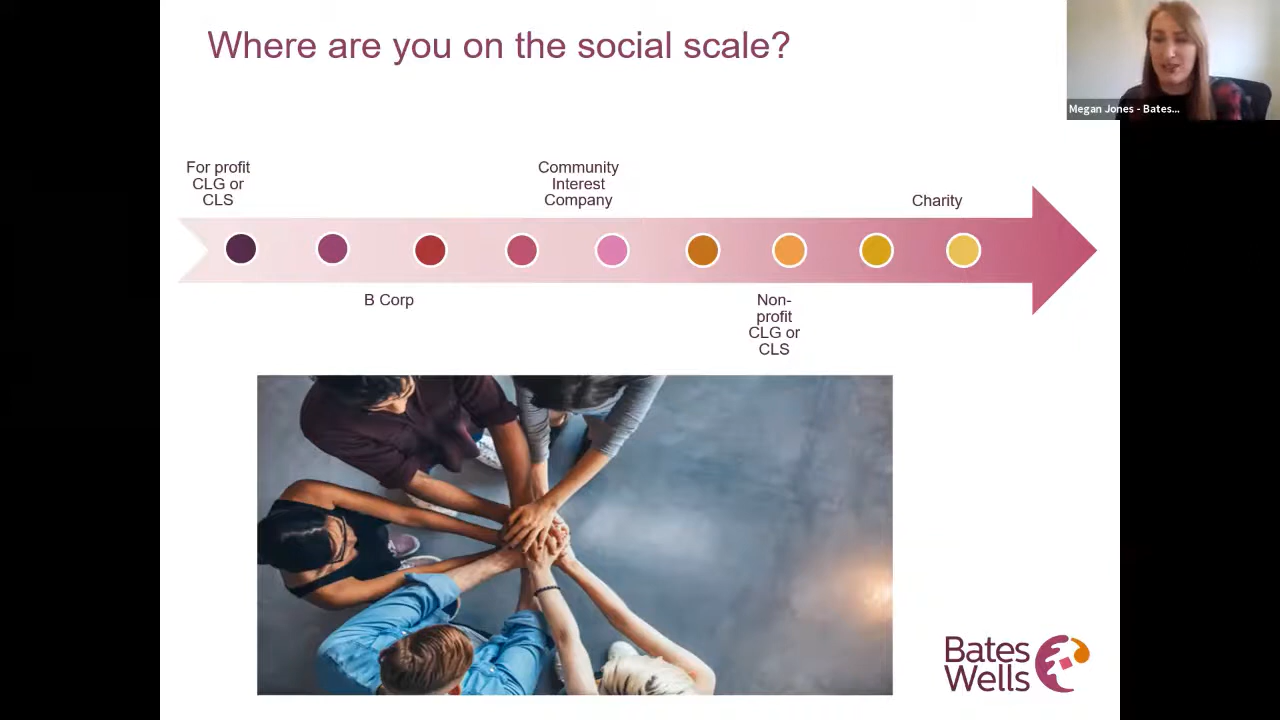 Where are you on the social scale?
Megan Jones - Bates...
For profit
CLG or
CLS
Community
Interest
Company
Charity
B Corp
Non-
profit
CLG or
CLS
Bates
Wells